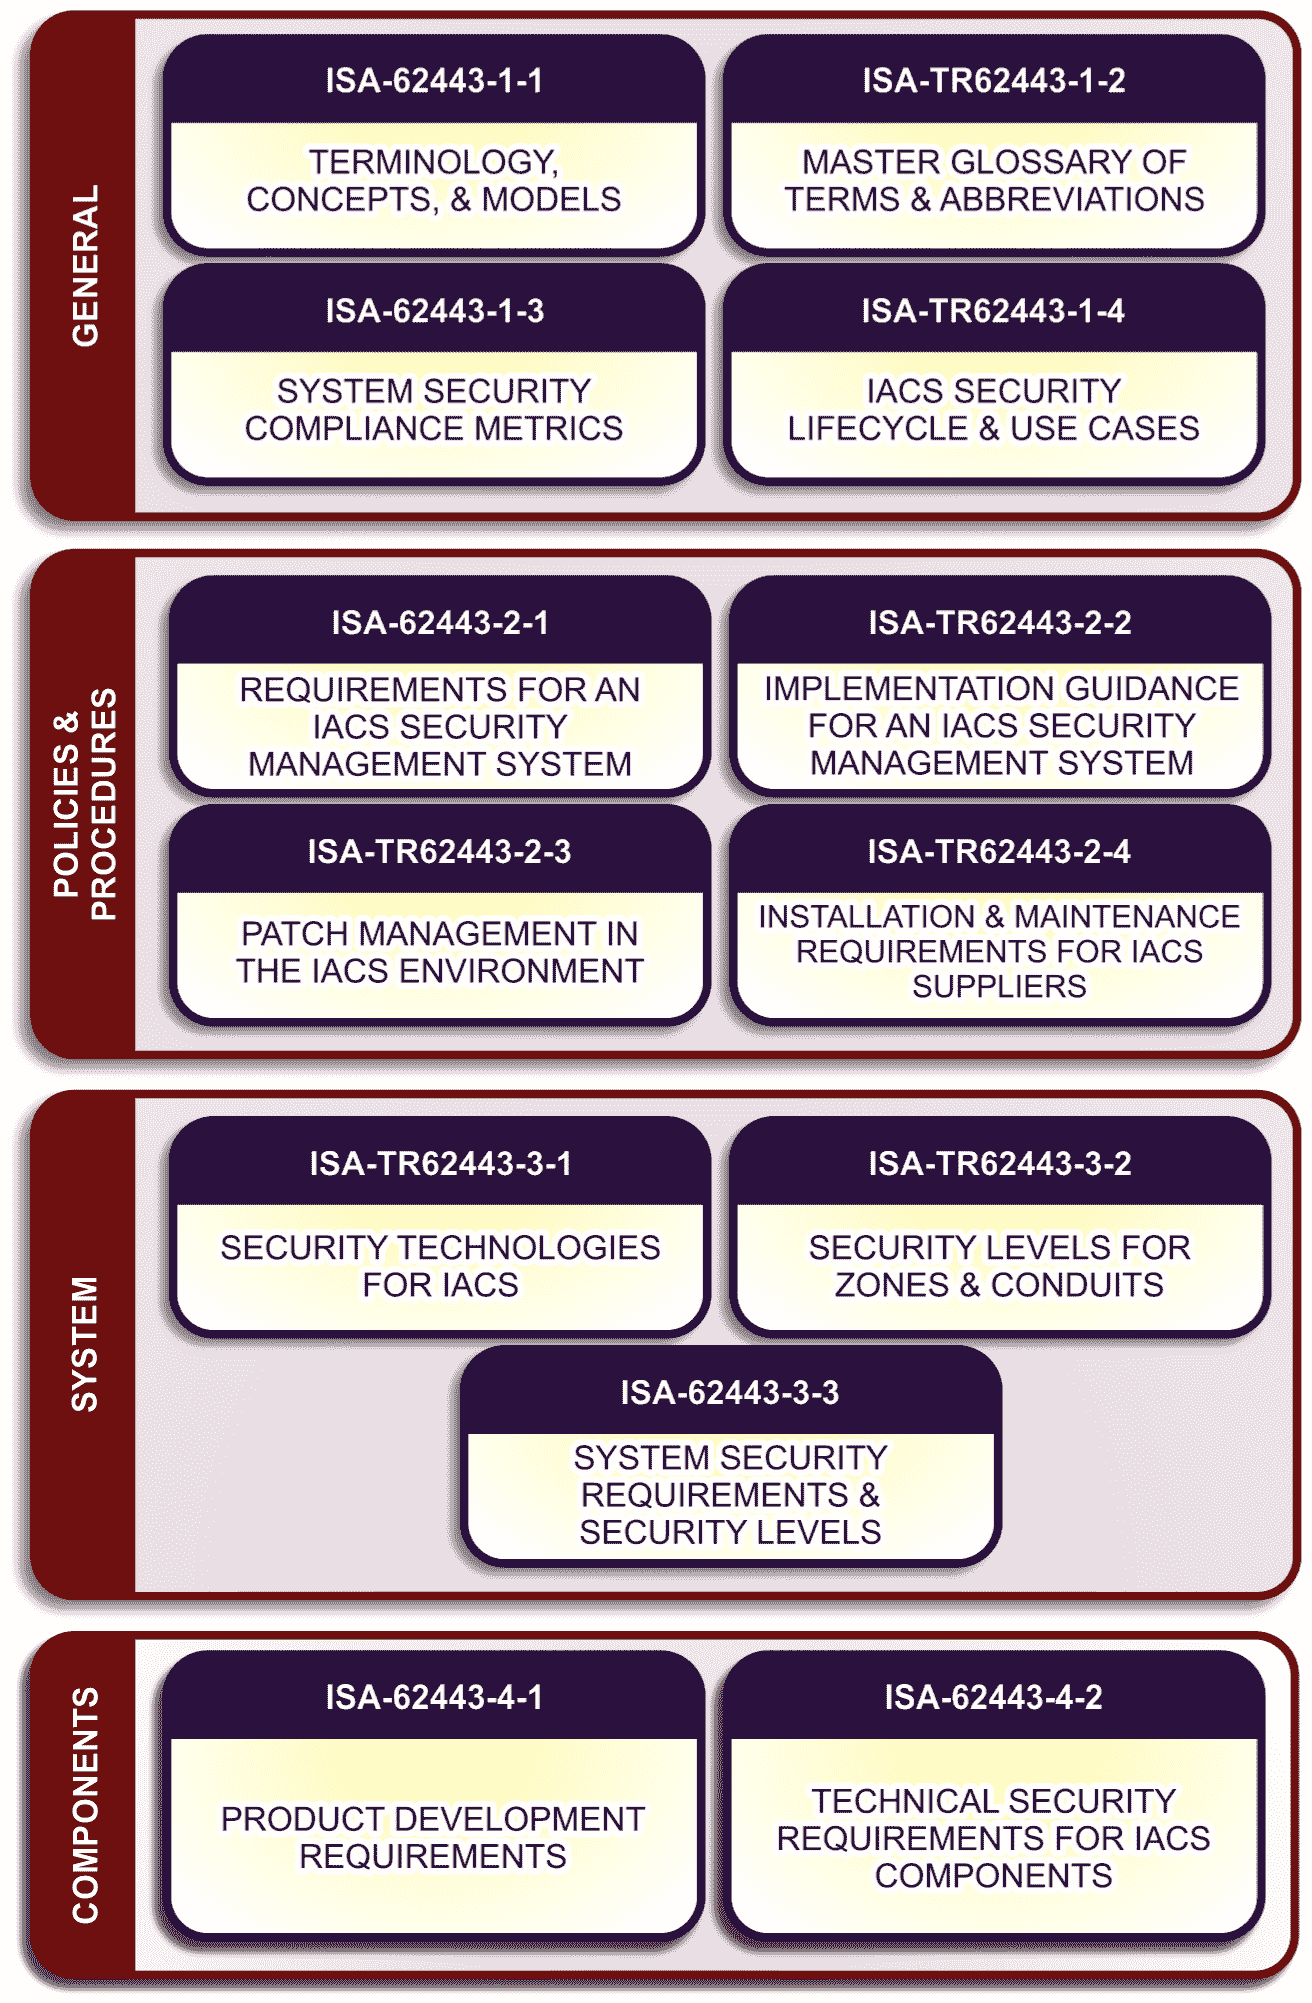 GENERAL
ISA-62443-1-1
TERMINOLOGY,
CONCEPTS, & MODELS
ISA-TR62443-1-2
MASTER GLOSSARY OF
TERMS & ABBREVIATIONS
ISA-62443-1-3
SYSTEM SECURITY
COMPLIANCE METRICS
ISA-TR62443-1-4
IACS SECURITY
LIFECYCLE & USE CASES
POLICIES &
PROCEDURES
ISA-62443-2-1
REQUIREMENTS FOR AN
IACS SECURITY
MANAGEMENT SYSTEM
ISA-TR62443-2-2
IMPLEMENTATION GUIDANCE
FOR AN IACS SECURITY
MANAGEMENT SYSTEM
ISA-TR62443-2-3
PATCH MANAGEMENT IN
THE IACS ENVIRONMENT
ISA-TR62443-2-4
INSTALLATION & MAINTENANCE
REQUIREMENTS FOR IACS
SUPPLIERS
SYSTEM
ISA-TR62443-3-1
SECURITY TECHNOLOGIES
FOR IACS
ISA-TR62443-3-2
SECURITY LEVELS FOR
ZONES & CONDUITS
ISA-62443-3-3
SYSTEM SECURITY
REQUIREMENTS &
SECURITY LEVELS
COMPONENTS
ISA-62443-4-1
PRODUCT DEVELOPMENT
REQUIREMENTS
ISA-62443-4-2
TECHNICAL SECURITY
REQUIREMENTS FOR IACS
COMPONENTS